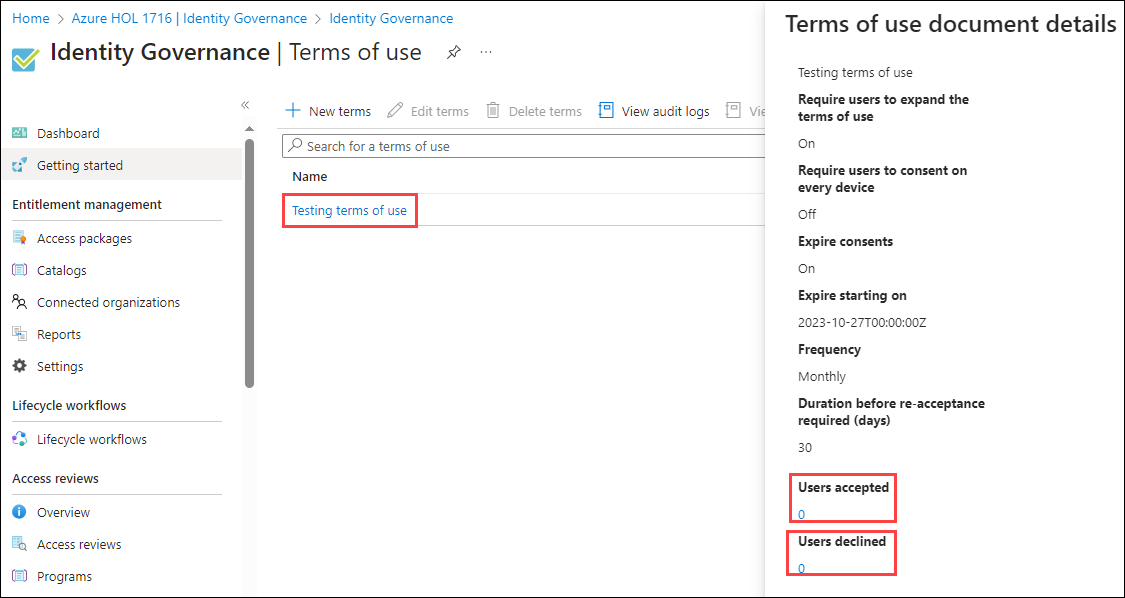 Home > Azure HOL 1716 | Identity Governance > Identity Governance
Identity Governance | Terms of use
...
«
Dashboard
Getting started
Entitlement management
Access packages
Catalogs
Connected organizations
Reports
Settings
Lifecycle workflows
Lifecycle workflows
Access reviews
Overview
Access reviews
Programs
New terms Edit terms Delete terms View audit logs Vie
Search for a terms of use
Name
Testing terms of use
Terms of use document details
Testing terms of use
Require users to expand the
terms of use
On
Require users to consent on
every device
Off
Expire consents
On
Expire starting on
2023-10-27T00:00:00Z
Frequency
Monthly
Duration before re-acceptance
required (days)
30
Users accepted
0
Users declined
0